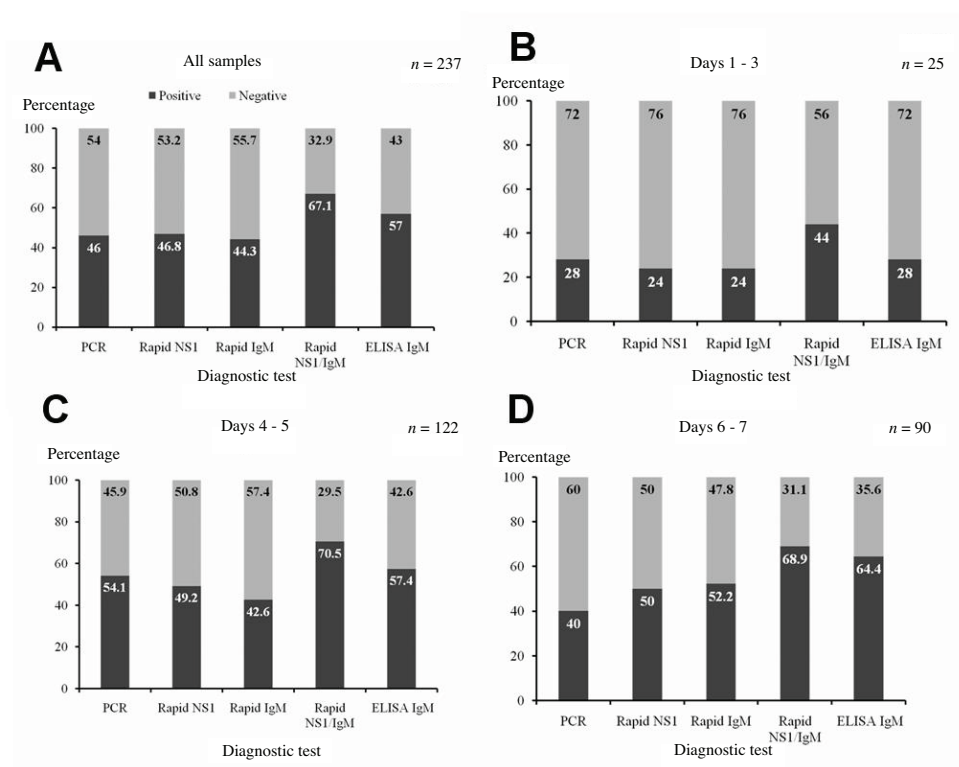 A
All samples
n = 237
Percentage
Positive Negative
100
80
60
40
20
0
54 53.2 55.7 32.9 43
46 46.8 44.3 67.1 57
PCR Rapid NS1 Rapid IgM Rapid NS1/IgM ELISA IgM
Diagnostic test
B
Days 1 - 3
n = 25
Percentage
100
80
60
40
20
0
72 76 76 56 72
28 24 24 44 28
PCR Rapid NS1 Rapid IgM Rapid NS1/IgM ELISA IgM
Diagnostic test
C
Days 4 - 5
n = 122
Percentage
100
80
60
40
20
0
45.9 50.8 57.4 29.5 42.6
54.1 49.2 42.6 70.5 57.4
PCR Rapid NS1 Rapid IgM Rapid NS1/IgM ELISA IgM
Diagnostic test
D
Days 6 - 7
n = 90
Percentage
100
80
60
40
20
0
60 50 47.8 31.1 35.6
40 50 52.2 68.9 64.4
PCR Rapid NS1 Rapid IgM Rapid NS1/IgM ELISA IgM
Diagnostic test